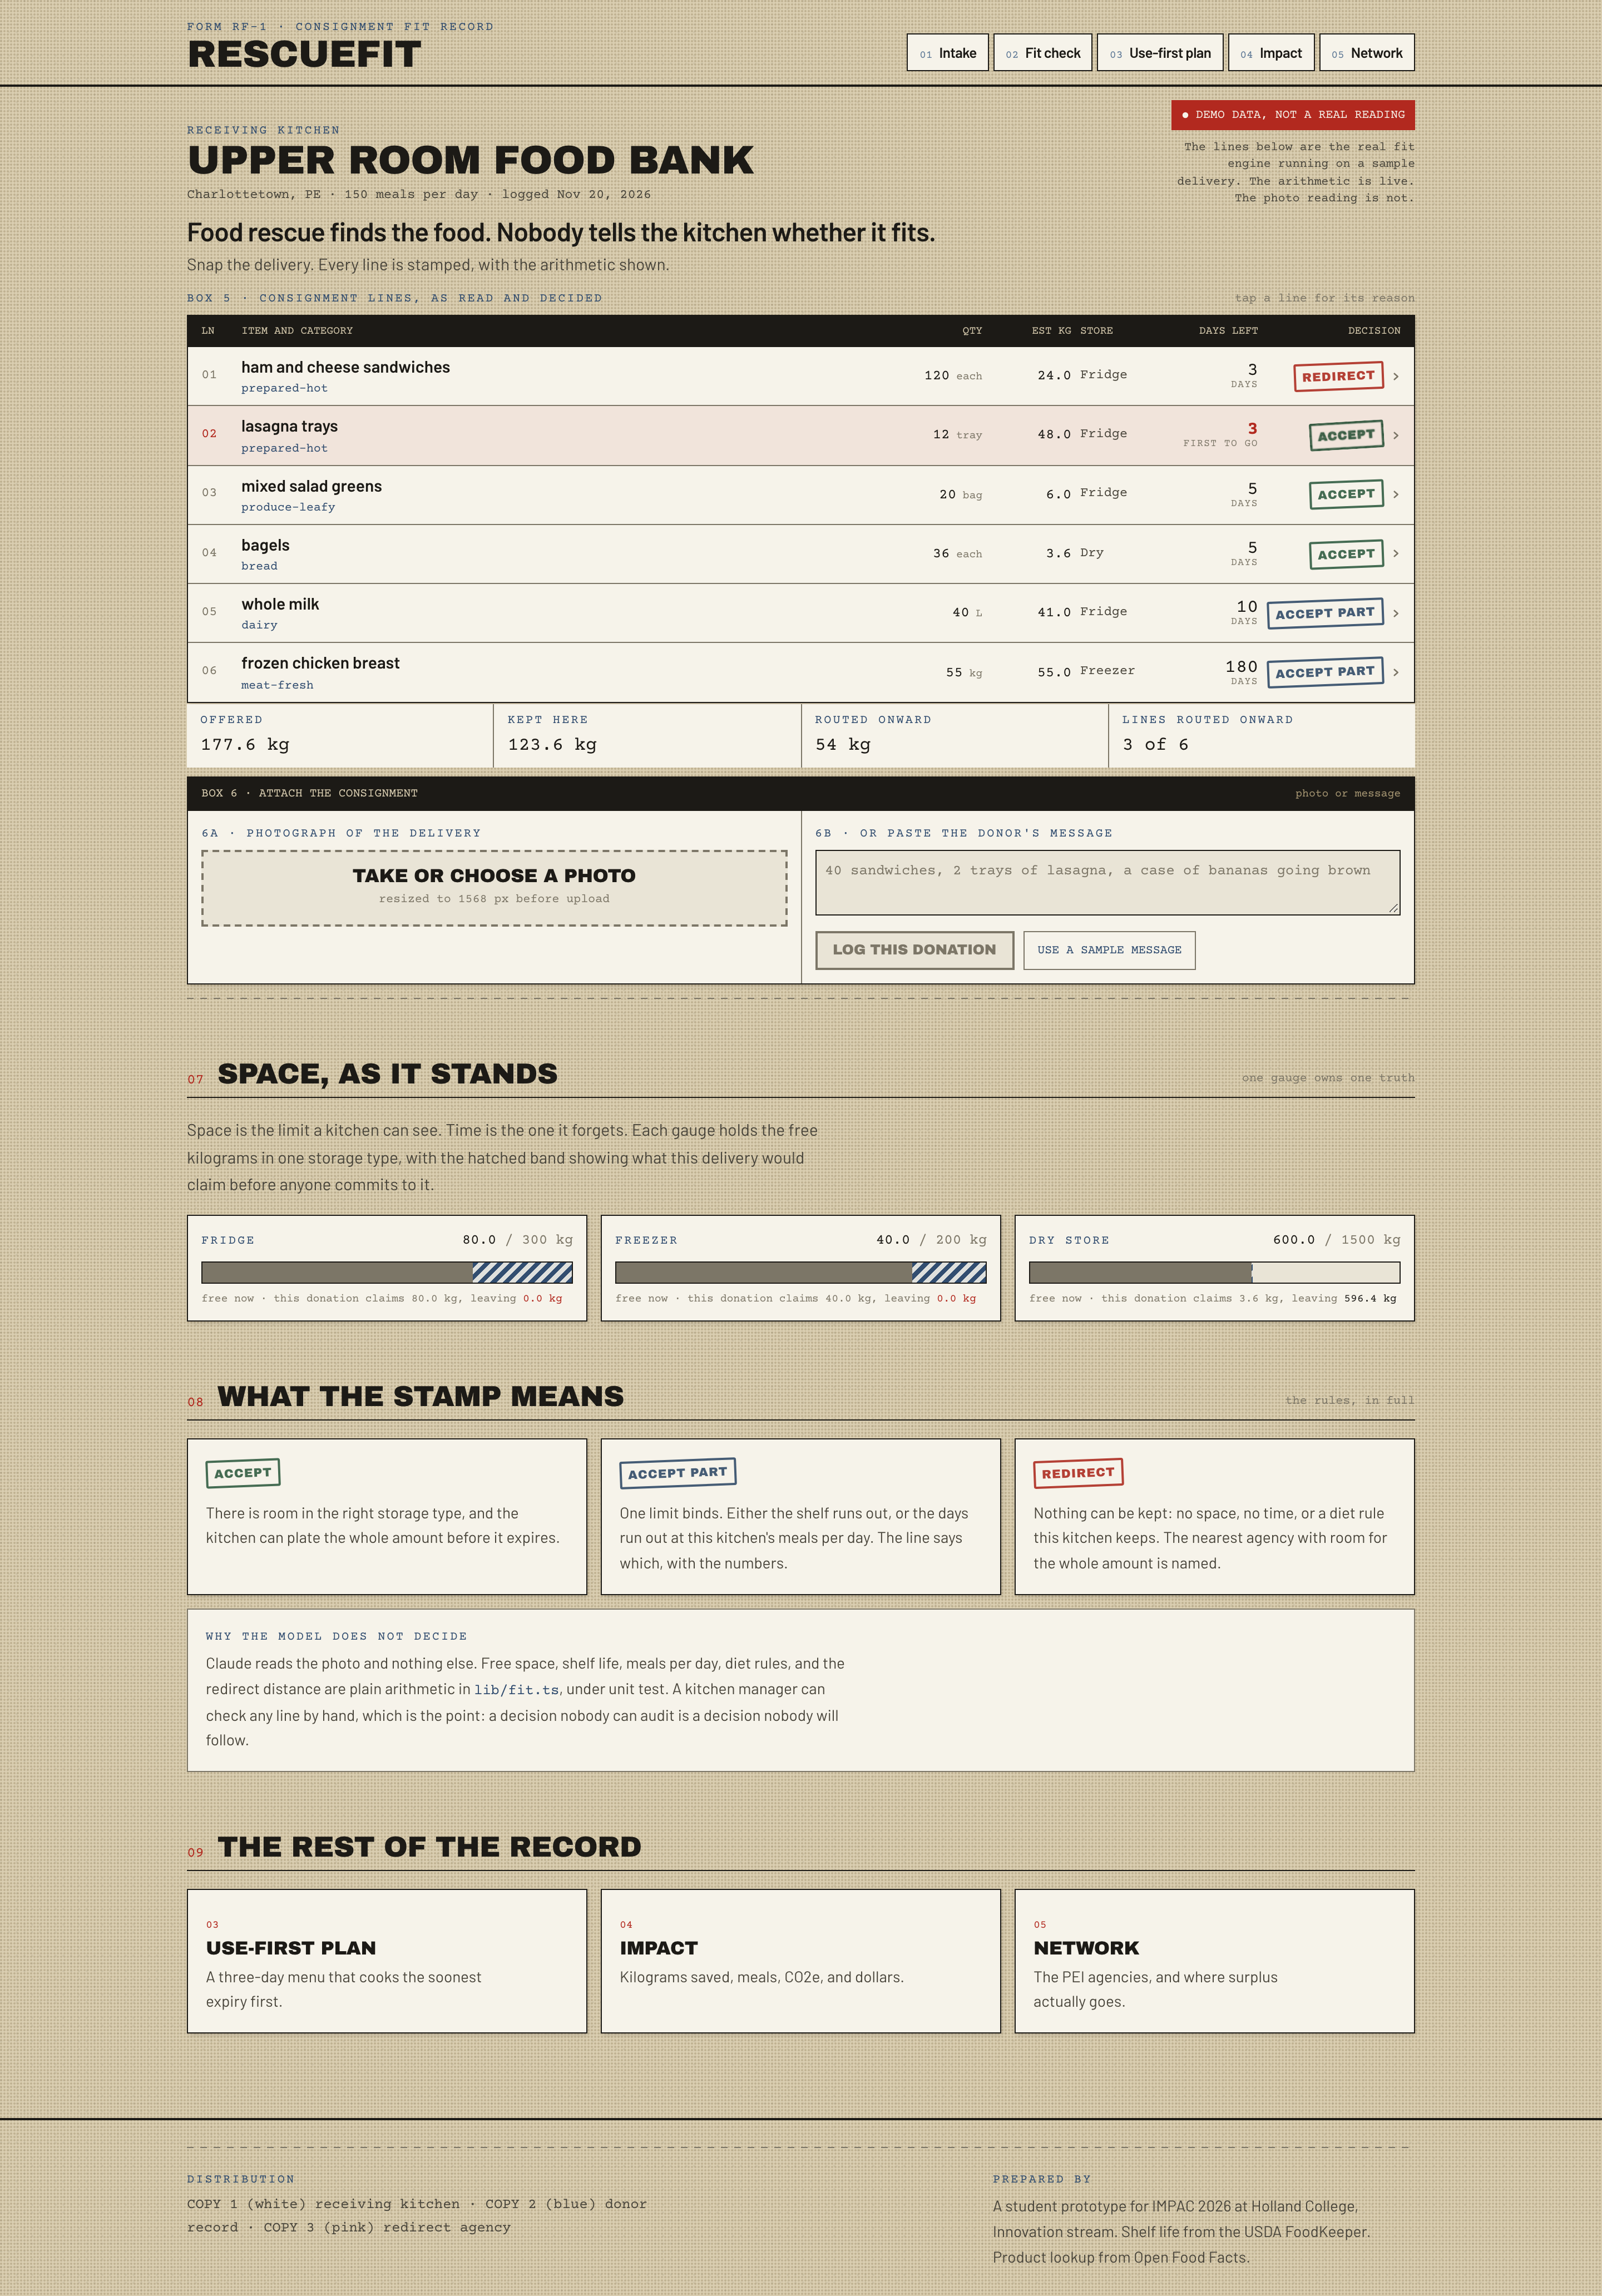 FORM RF-1 · CONSIGNMENT FIT RECORD
RESCUEFIT
01 Intake
02 Fit check
03 Use-first plan
04 Impact
05 Network
● DEMO DATA, NOT A REAL READING
The lines below are the real fit
engine running on a sample
delivery. The arithmetic is live.
The photo reading is not.
RECEIVING KITCHEN
UPPER ROOM FOOD BANK
Charlottetown, PE · 150 meals per day · logged Nov 20, 2026
Food rescue finds the food. Nobody tells the kitchen whether it fits.
Snap the delivery. Every line is stamped, with the arithmetic shown.
BOX 5 · CONSIGNMENT LINES, AS READ AND DECIDED
tap a line for its reason
LN ITEM AND CATEGORY QTY EST KG STORE DAYS LEFT DECISION
01 ham and cheese sandwiches 120 each 24.0 Fridge 3 REDIRECT ›
prepared-hot DAYS
02 lasagna trays 12 tray 48.0 Fridge 3 ACCEPT ›
prepared-hot FIRST TO GO
03 mixed salad greens 20 bag 6.0 Fridge 5 ACCEPT ›
produce-leafy DAYS
04 bagels 36 each 3.6 Dry 5 ACCEPT ›
bread DAYS
05 whole milk 40 L 41.0 Fridge 10 ACCEPT PART ›
dairy DAYS
06 frozen chicken breast 55 kg 55.0 Freezer 180 ACCEPT PART ›
meat-fresh DAYS
OFFERED
177.6 kg
KEPT HERE
123.6 kg
ROUTED ONWARD
54 kg
LINES ROUTED ONWARD
3 of 6
BOX 6 · ATTACH THE CONSIGNMENT
photo or message
6A · PHOTOGRAPH OF THE DELIVERY
TAKE OR CHOOSE A PHOTO
resized to 1568 px before upload
6B · OR PASTE THE DONOR'S MESSAGE
40 sandwiches, 2 trays of lasagna, a case of bananas going brown
LOG THIS DONATION
USE A SAMPLE MESSAGE
07 SPACE, AS IT STANDS
one gauge owns one truth
Space is the limit a kitchen can see. Time is the one it forgets. Each gauge holds the free
kilograms in one storage type, with the hatched band showing what this delivery would
claim before anyone commits to it.
FRIDGE 80.0 / 300 kg
free now · this donation claims 80.0 kg, leaving 0.0 kg
FREEZER 40.0 / 200 kg
free now · this donation claims 40.0 kg, leaving 0.0 kg
DRY STORE 600.0 / 1500 kg
free now · this donation claims 3.6 kg, leaving 596.4 kg
08 WHAT THE STAMP MEANS
the rules, in full
ACCEPT
There is room in the right storage type, and the
kitchen can plate the whole amount before it expires.
ACCEPT PART
One limit binds. Either the shelf runs out, or the days
run out at this kitchen's meals per day. The line says
which, with the numbers.
REDIRECT
Nothing can be kept: no space, no time, or a diet rule
this kitchen keeps. The nearest agency with room for
the whole amount is named.
WHY THE MODEL DOES NOT DECIDE
Claude reads the photo and nothing else. Free space, shelf life, meals per day, diet rules, and the
redirect distance are plain arithmetic in lib/fit.ts, under unit test. A kitchen manager can
check any line by hand, which is the point: a decision nobody can audit is a decision nobody will
follow.
09 THE REST OF THE RECORD
03
USE-FIRST PLAN
A three-day menu that cooks the soonest
expiry first.
04
IMPACT
Kilograms saved, meals, CO2e, and dollars.
05
NETWORK
The PEI agencies, and where surplus
actually goes.
DISTRIBUTION
COPY 1 (white) receiving kitchen · COPY 2 (blue) donor
record · COPY 3 (pink) redirect agency
PREPARED BY
A student prototype for IMPAC 2026 at Holland College,
Innovation stream. Shelf life from the USDA FoodKeeper.
Product lookup from Open Food Facts.